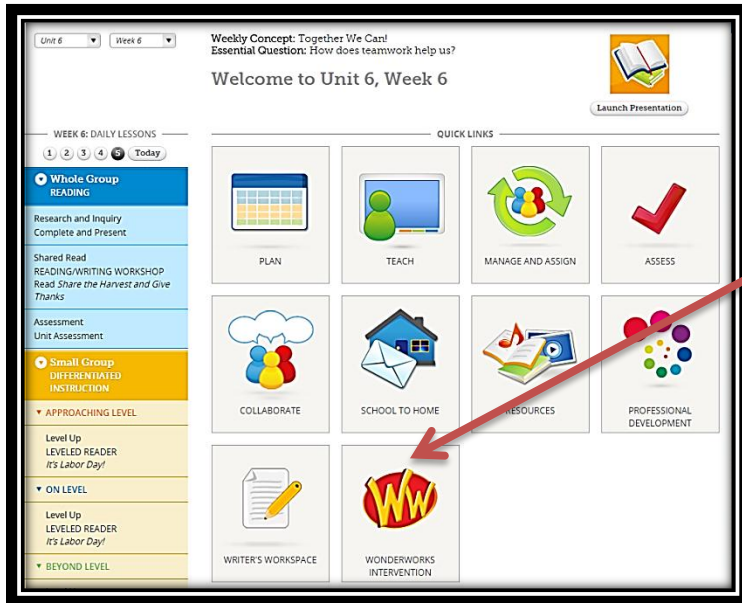 Unit 6
Week 6
Weekly Concept: Together We Can!
Essential Question: How does teamwork help us?
Welcome to Unit 6, Week 6
Launch Presentation
WEEK 6: DAILY LESSONS
1 2 3 4 5 Today
Whole Group
READING
Research and Inquiry
Complete and Present
Shared Read
READING/WRITING WORKSHOP
Read Share the Harvest and Give
Thanks
Assessment
Unit Assessment
Small Group
DIFFERENTIATED
INSTRUCTION
APPROACHING LEVEL
Level Up
LEVELED READER
It's Labor Day!
ON LEVEL
Level Up
LEVELED READER
It's Labor Day!
BEYOND LEVEL
QUICK LINKS
PLAN
TEACH
MANAGE AND ASSIGN
ASSESS
COLLABORATE
SCHOOL TO HOME
RESOURCES
PROFESSIONAL
DEVELOPMENT
WRITER'S WORKSPACE
Ww
WONDERWORKS
INTERVENTION